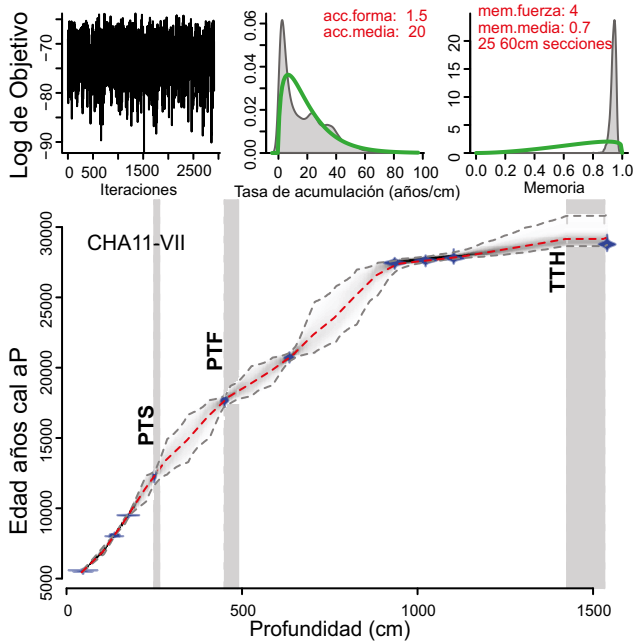 Log de Objetivo
−70
−80
−90
0
1000
2000
Iteraciones
0.06
0.04
0.02
0.00
0
20
40
60
80
100
Tasa de acumulación (años/cm)
acc.forma: 1.5
acc.media: 20
20
15
10
5
0
0.0
0.2
0.4
0.6
0.8
1.0
Memoria
mem.fuerza: 4
mem.media: 0.7
25 60cm secciones
CHA11-VII
Edad años cal aP
30000
25000
20000
15000
10000
5000
PTS
PTF
TTH
0
500
1000
1500
Profundidad (cm)